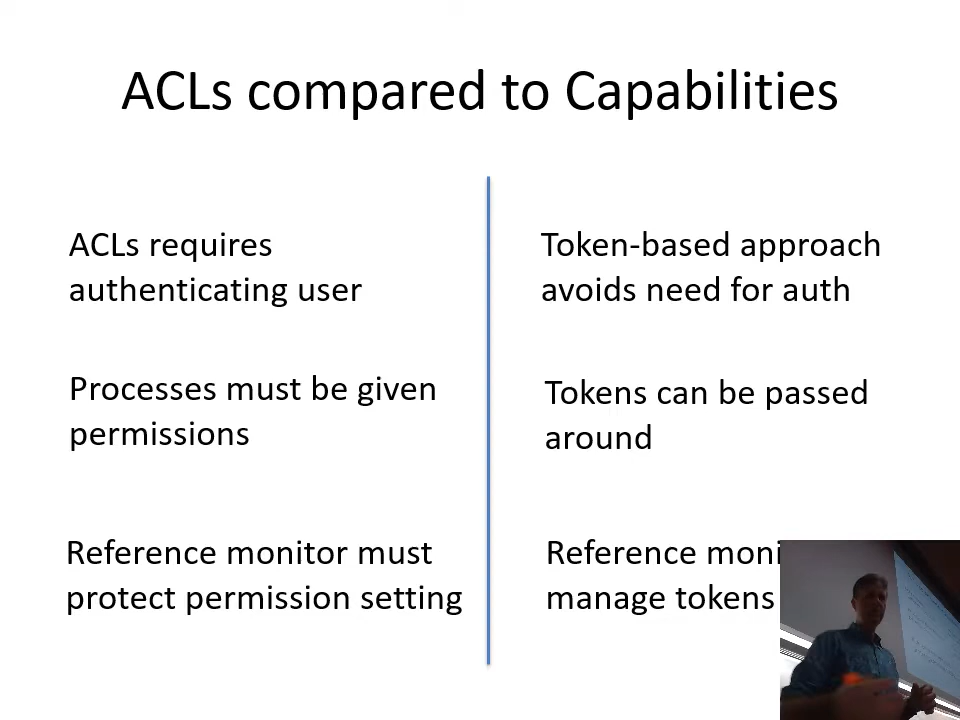 ACLs compared to Capabilities
ACLs requires
authenticating user
Token-based approach
avoids need for auth
Processes must be given
permissions
Tokens can be passed
around
Reference monitor must
protect permission setting
Reference
manage tokens